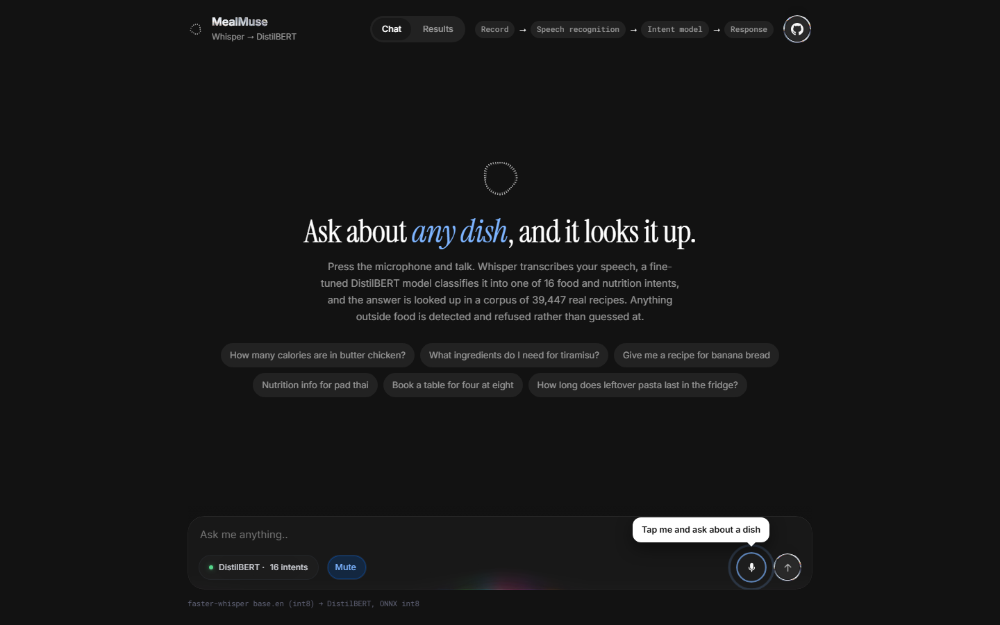 MealMuse
Whisper → DistilBERT
Chat
Results
Record → Speech recognition → Intent model → Response
Ask about any dish, and it looks it up.
Press the microphone and talk. Whisper transcribes your speech, a fine-
tuned DistilBERT model classifies it into one of 16 food and nutrition intents,
and the answer is looked up in a corpus of 39,447 real recipes. Anything
outside food is detected and refused rather than guessed at.
How many calories are in butter chicken?
What ingredients do I need for tiramisu?
Give me a recipe for banana bread
Nutrition info for pad thai
Book a table for four at eight
How long does leftover pasta last in the fridge?
Ask me anything..
Tap me and ask about a dish
DistilBERT · 16 intents
Mute
faster-whisper base.en (int8) → DistilBERT, ONNX int8